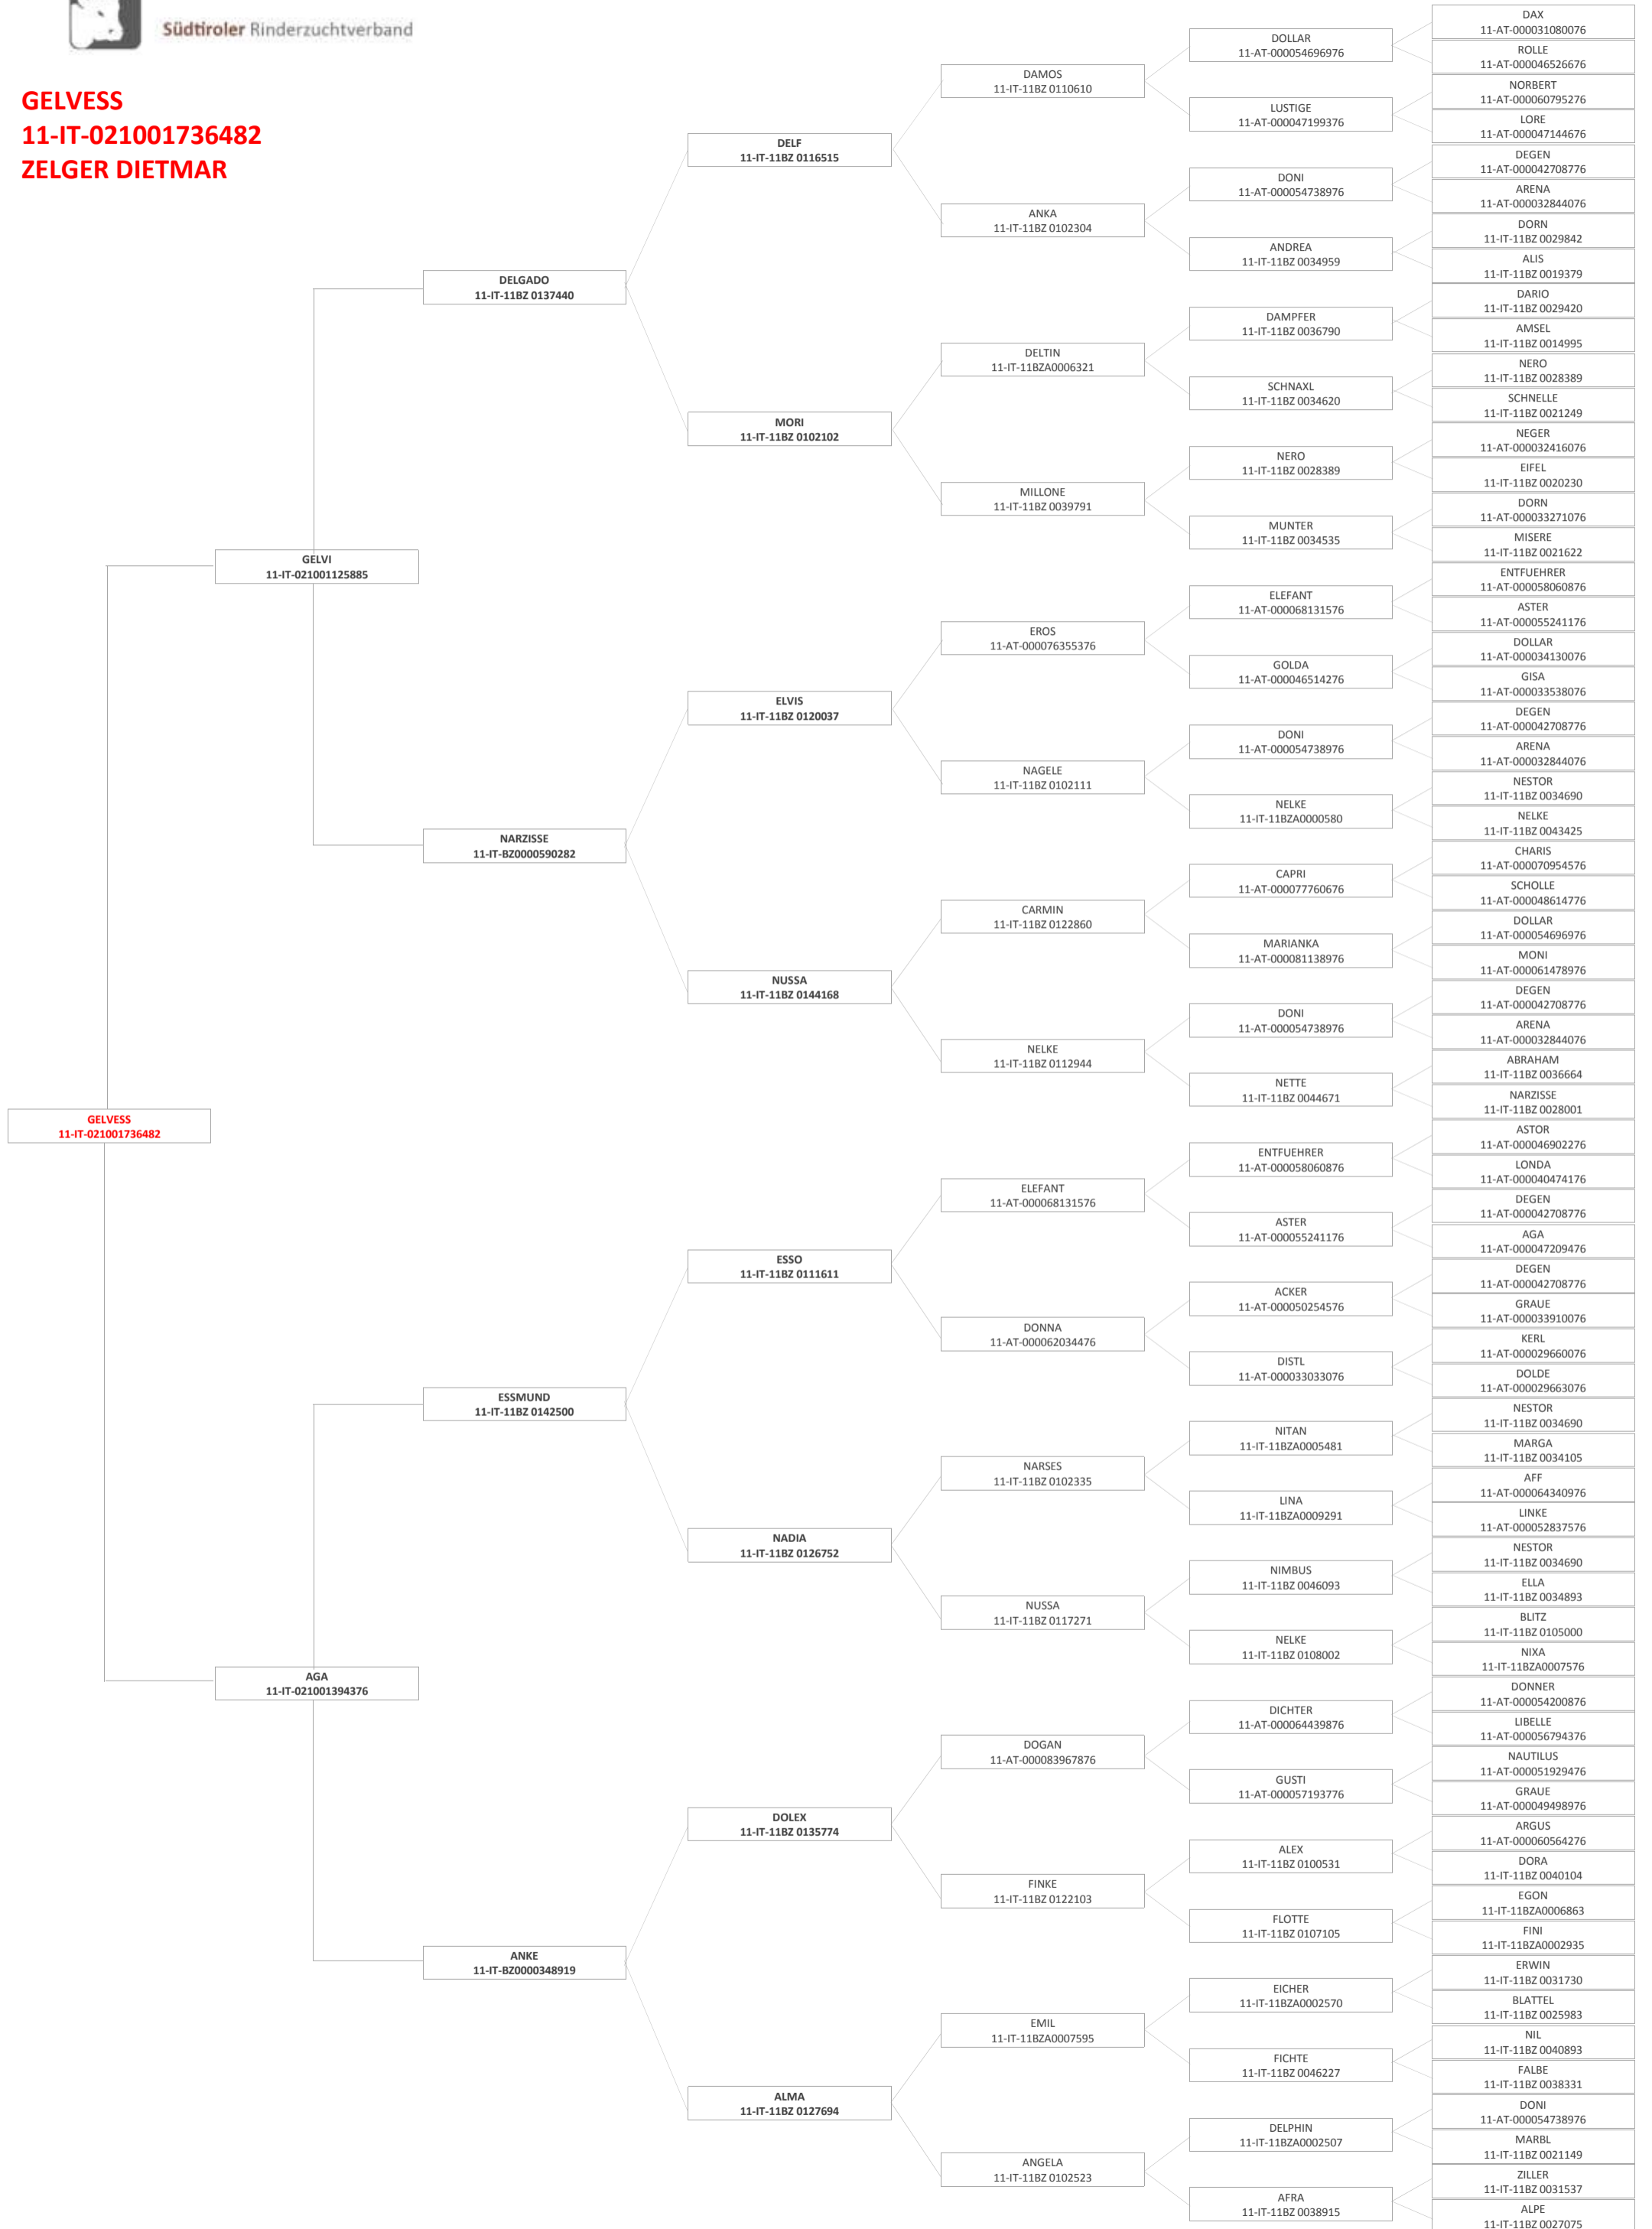 Südtiroler Rinderzuchtverband
GELVESS
11-IT-021001736482
ZELGER DIETMAR
GELVESS
11-IT-021001736482
GELVI
11-IT-021001125885
AGA
11-IT-021001394376
DELGADO
11-IT-11BZ 0137440
NARZISSE
11-IT-BZ0000590282
ESSMUND
11-IT-11BZ 0142500
ANKE
11-IT-BZ0000348919
DELF
11-IT-11BZ 0116515
MORI
11-IT-11BZ 0102102
ELVIS
11-IT-11BZ 0120037
NUSSA
11-IT-11BZ 0144168
ESSO
11-IT-11BZ 0111611
NADIA
11-IT-11BZ 0126752
DOLEX
11-IT-11BZ 0135774
ALMA
11-IT-11BZ 0127694
DAMOS
11-IT-11BZ 0110610
ANKA
11-IT-11BZ 0102304
DELTIN
11-IT-11BZA0006321
MILLONE
11-IT-11BZ 0039791
EROS
11-AT-000076355376
NAGELE
11-IT-11BZ 0102111
CARMIN
11-IT-11BZ 0122860
NELKE
11-IT-11BZ 0112944
ELEFANT
11-AT-000068131576
DONNA
11-AT-000062034476
NARSES
11-IT-11BZ 0102335
NUSSA
11-IT-11BZ 0117271
DOGAN
11-AT-000083967876
FINKE
11-IT-11BZ 0122103
EMIL
11-IT-11BZA0007595
ANGELA
11-IT-11BZ 0102523
DOLLAR
11-AT-000054696976
LUSTIGE
11-AT-000047199376
DONI
11-AT-000054738976
ANDREA
11-IT-11BZ 0034959
DAMPFER
11-IT-11BZ 0036790
SCHNAXL
11-IT-11BZ 0034620
NERO
11-IT-11BZ 0028389
MUNTER
11-IT-11BZ 0034535
ELEFANT
11-AT-000068131576
GOLDA
11-AT-000046514276
DONI
11-AT-000054738976
NELKE
11-IT-11BZA0000580
CAPRI
11-AT-000077760676
MARIANKA
11-AT-000081138976
DONI
11-AT-000054738976
NETTE
11-IT-11BZ 0044671
ENTFUEHRER
11-AT-000058060876
ASTER
11-AT-000055241176
ACKER
11-AT-000050254576
DISTL
11-AT-000033033076
NITAN
11-IT-11BZA0005481
LINA
11-IT-11BZA0009291
NIMBUS
11-IT-11BZ 0046093
NELKE
11-IT-11BZ 0108002
DICHTER
11-AT-000064439876
GUSTI
11-AT-000057193776
ALEX
11-IT-11BZ 0100531
FLOTTE
11-IT-11BZ 0107105
EICHER
11-IT-11BZA0002570
FICHTE
11-IT-11BZ 0046227
DELPHIN
11-IT-11BZA0002507
AFRA
11-IT-11BZ 0038915
DAX
11-AT-000031080076
ROLLE
11-AT-000046526676
NORBERT
11-AT-000060795276
LORE
11-AT-000047144676
DEGEN
11-AT-000042708776
ARENA
11-AT-000032844076
DORN
11-IT-11BZ 0029842
ALIS
11-IT-11BZ 0019379
DARIO
11-IT-11BZ 0029420
AMSEL
11-IT-11BZ 0014995
NERO
11-IT-11BZ 0028389
SCHNELLE
11-IT-11BZ 0021249
NEGER
11-AT-000032416076
EIFEL
11-IT-11BZ 0020230
DORN
11-AT-000033271076
MISERE
11-IT-11BZ 0021622
ENTFUEHRER
11-AT-000058060876
ASTER
11-AT-000055241176
DOLLAR
11-AT-000034130076
GISA
11-AT-000033538076
DEGEN
11-AT-000042708776
ARENA
11-AT-000032844076
NESTOR
11-IT-11BZ 0034690
NELKE
11-IT-11BZ 0043425
CHARIS
11-AT-000070954576
SCHOLLE
11-AT-000048614776
DOLLAR
11-AT-000054696976
MONI
11-AT-000061478976
DEGEN
11-AT-000042708776
ARENA
11-AT-000032844076
ABRAHAM
11-IT-11BZ 0036664
NARZISSE
11-IT-11BZ 0028001
ASTOR
11-AT-000046902276
LONDA
11-AT-000040474176
DEGEN
11-AT-000042708776
AGA
11-AT-000047209476
DEGEN
11-AT-000042708776
GRAUE
11-AT-000033910076
KERL
11-AT-000029660076
DOLDE
11-AT-000029663076
NESTOR
11-IT-11BZ 0034690
MARGA
11-IT-11BZ 0034105
AFF
11-AT-000064340976
LINKE
11-AT-000052837576
NESTOR
11-IT-11BZ 0034690
ELLA
11-IT-11BZ 0034893
BLITZ
11-IT-11BZ 0105000
NIXA
11-IT-11BZA0007576
DONNER
11-AT-000054200876
LIBELLE
11-AT-000056794376
NAUTILUS
11-AT-000051929476
GRAUE
11-AT-000049498976
ARGUS
11-AT-000060564276
DORA
11-IT-11BZ 0040104
EGON
11-IT-11BZA0006863
FINI
11-IT-11BZA0002935
ERWIN
11-IT-11BZ 0031730
BLATTEL
11-IT-11BZ 0025983
NIL
11-IT-11BZ 0040893
FALBE
11-IT-11BZ 0038331
DONI
11-AT-000054738976
MARBL
11-IT-11BZ 0021149
ZILLER
11-IT-11BZ 0031537
ALPE
11-IT-11BZ 0027075